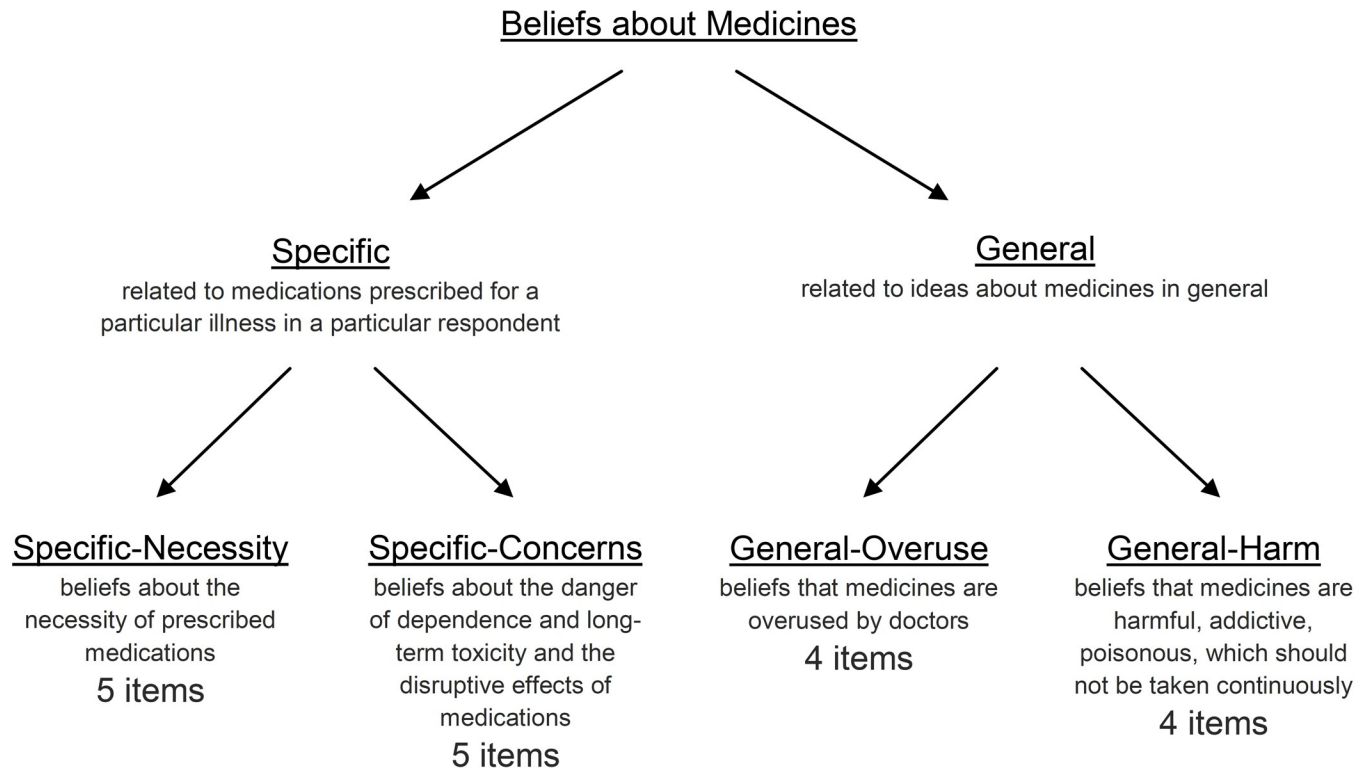 Beliefs about Medicines
Specific
related to medications prescribed for a
particular illness in a particular respondent
General
related to ideas about medicines in general
Specific-Necessity
beliefs about the
necessity of prescribed
medications
5 items
Specific-Concerns
beliefs about the danger
of dependence and long-
term toxicity and the
disruptive effects of
medications
5 items
General-Overuse
beliefs that medicines are
overused by doctors
4 items
General-Harm
beliefs that medicines are
harmful, addictive,
poisonous, which should
not be taken continuously
4 items